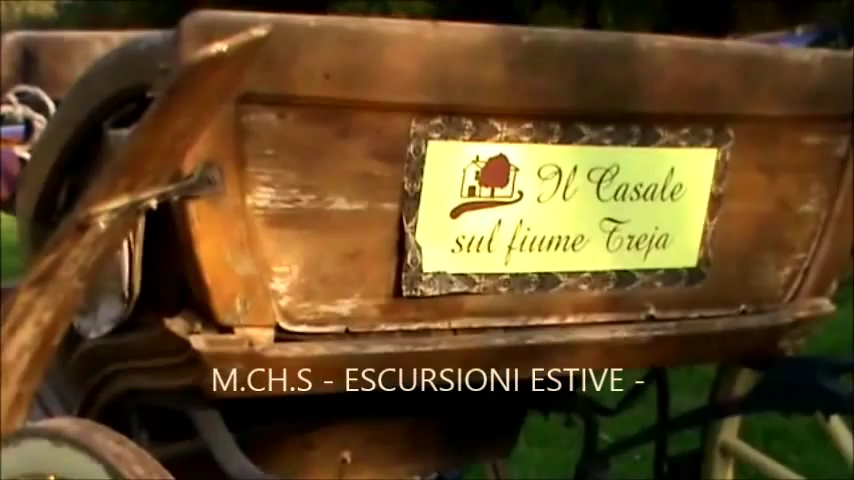 Il Casale
sul fiume Treja
M.CH.S - ESCURSIONI ESTIVE -